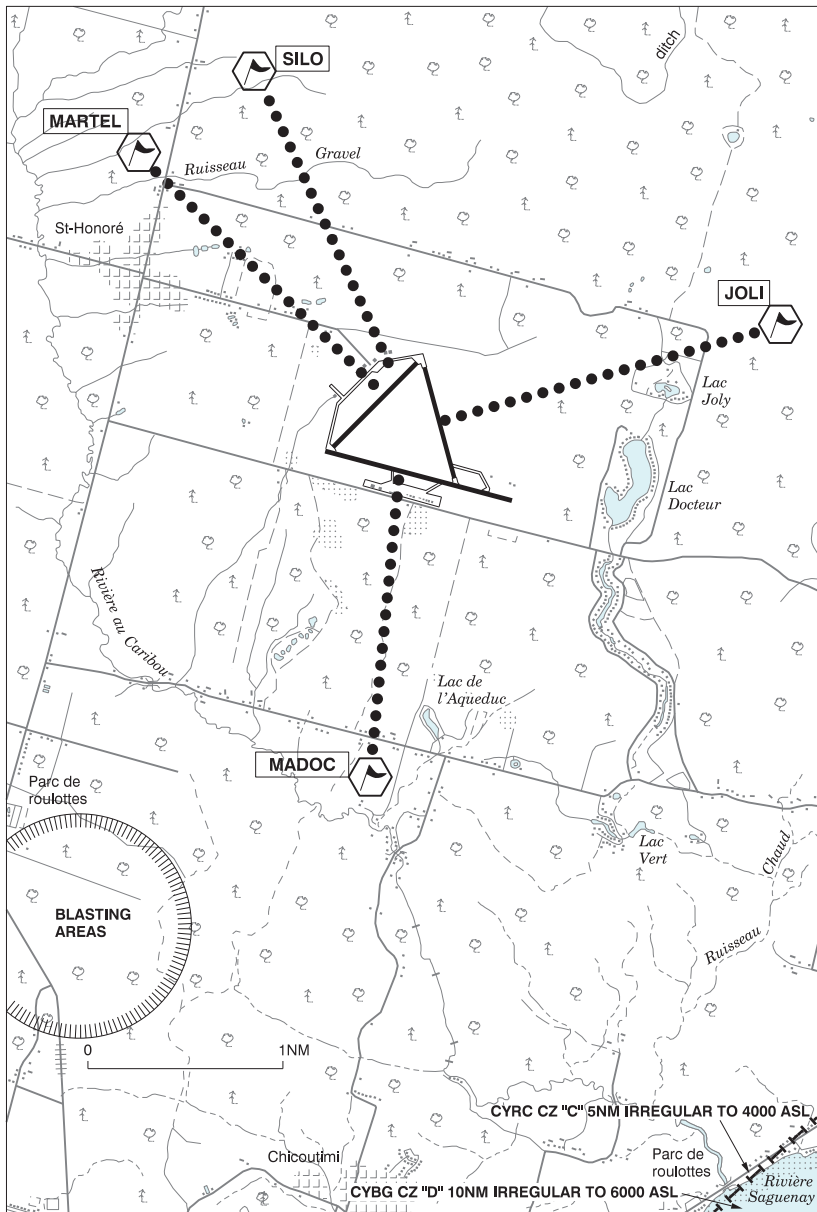 ditch
SILO
MARTEL
Gravel
Ruisseau
St-Honoré
JOLI
Lac
Joly
Lac
Docteur
Rivière au Caribou
Lac de
l'Aqueduc
MADOC
Parc de
roulottes
Lac
Vert
Chaud
Ruisseau
BLASTING
AREAS
0 1NM
CYRC CZ "C" 5NM IRREGULAR TO 4000 ASL
Chicoutimi
Parc de
roulottes
CYBG CZ "D" 10NM IRREGULAR TO 6000 ASL
Rivière
Saguenay